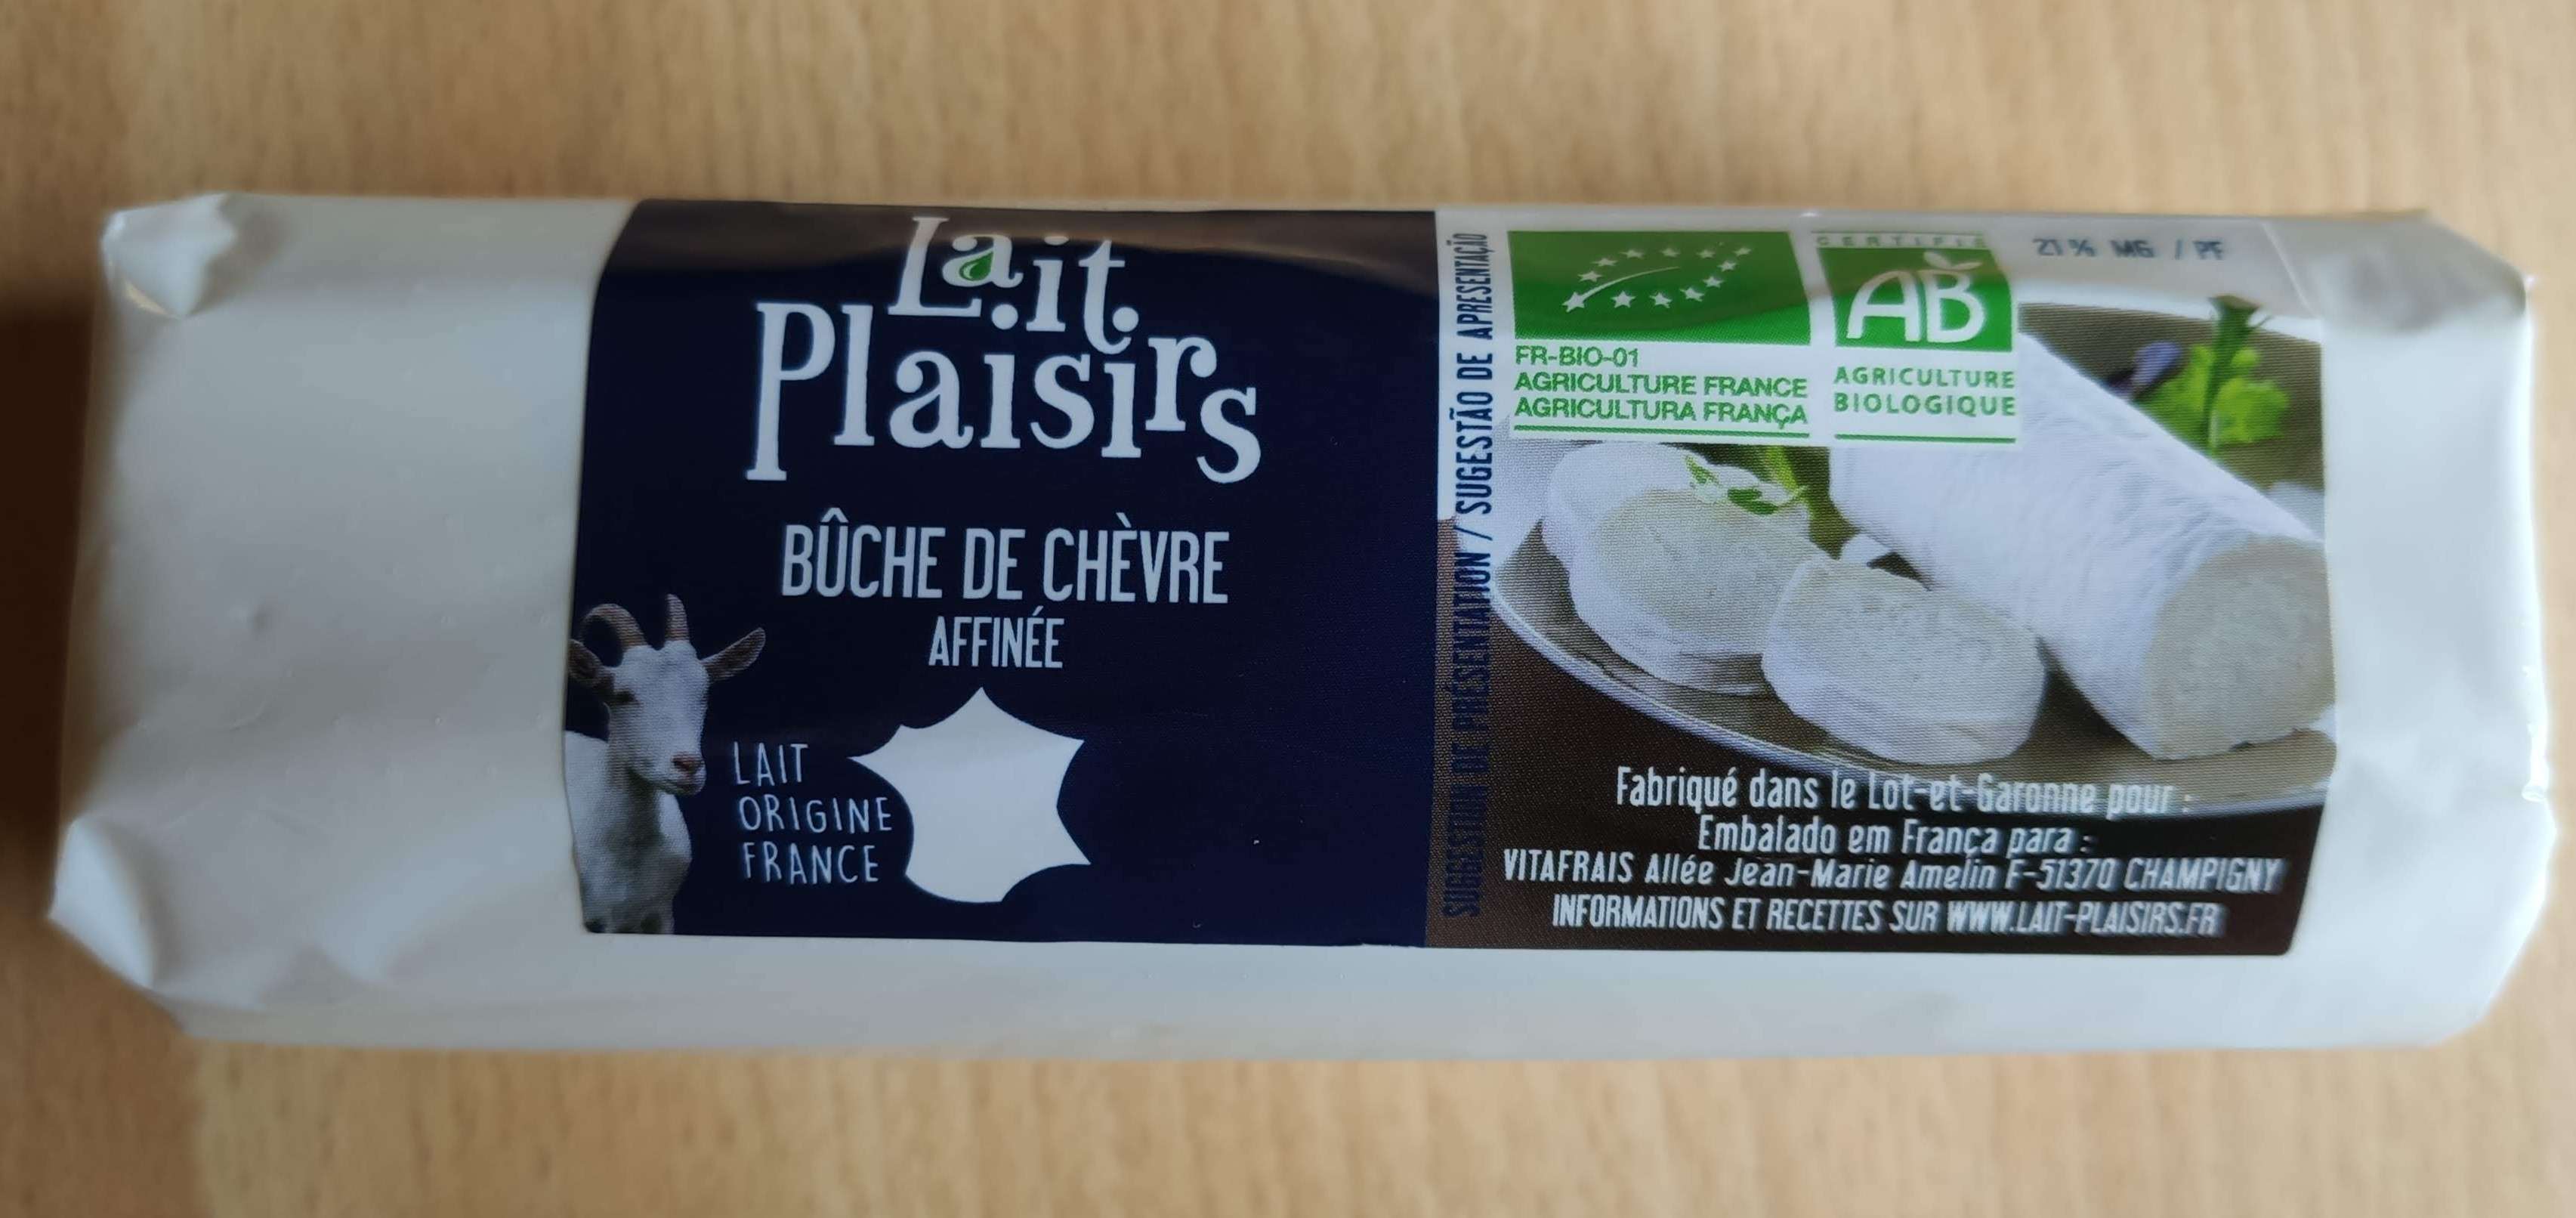 La.it.
Plaisirs
BÛCHE DE CHÈVRE
AFFINÉE
LAIT
ORIGINE
FRANCE
SUGGESTION DE PRÉSENTATION / SUGESTÃO DE APRESENTAÇÃO
FR-BIO-01
AGRICULTURE FRANCE
AGRICULTURA FRANÇA
CERTIFIÉ
AB
AGRICULTURE
BIOLOGIQUE
21 % MG / PF
Fabriqué dans le Lot-et-Garonne pour :
Embalado em França para :
VITAFRAIS Allée Jean-Marie Amelin F-51370 CHAMPIGNY
INFORMATIONS ET RECETTES SUR WWW.LAIT-PLAISIRS.FR